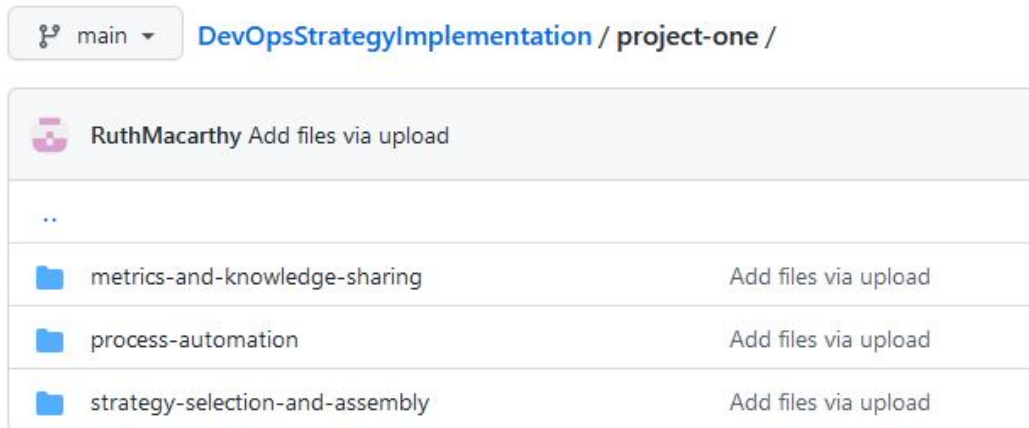 main
DevOpsStrategyImplementation / project-one /
RuthMacarthy Add files via upload
..
metrics-and-knowledge-sharing Add files via upload
process-automation Add files via upload
strategy-selection-and-assembly Add files via upload